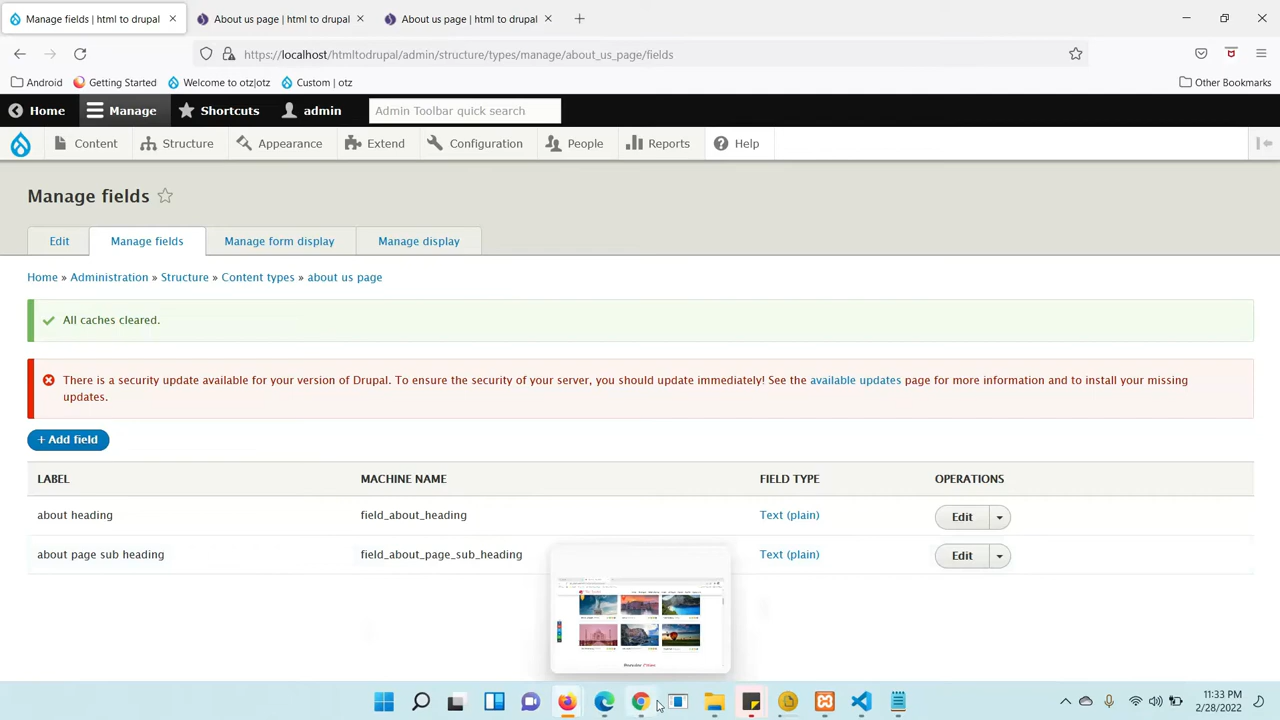 Manage fields | html to drupal
About us page | html to drupal
About us page | html to drupal
https://localhost/htmltodrupal/admin/structure/types/manage/about_us_page/fields
Android
Getting Started
Welcome to otz|otz
Custom | otz
Other Bookmarks
Home
Manage
Shortcuts
admin
Admin Toolbar quick search
Content
Structure
Appearance
Extend
Configuration
People
Reports
Help
Manage fields
Edit
Manage fields
Manage form display
Manage display
Home » Administration » Structure » Content types » about us page
All caches cleared.
There is a security update available for your version of Drupal. To ensure the security of your server, you should update immediately! See the available updates page for more information and to install your missing
updates.
+ Add field
LABEL MACHINE NAME FIELD TYPE OPERATIONS
about heading field_about_heading Text (plain) Edit
about page sub heading field_about_page_sub_heading Text (plain) Edit
11:33 PM
2/28/2022